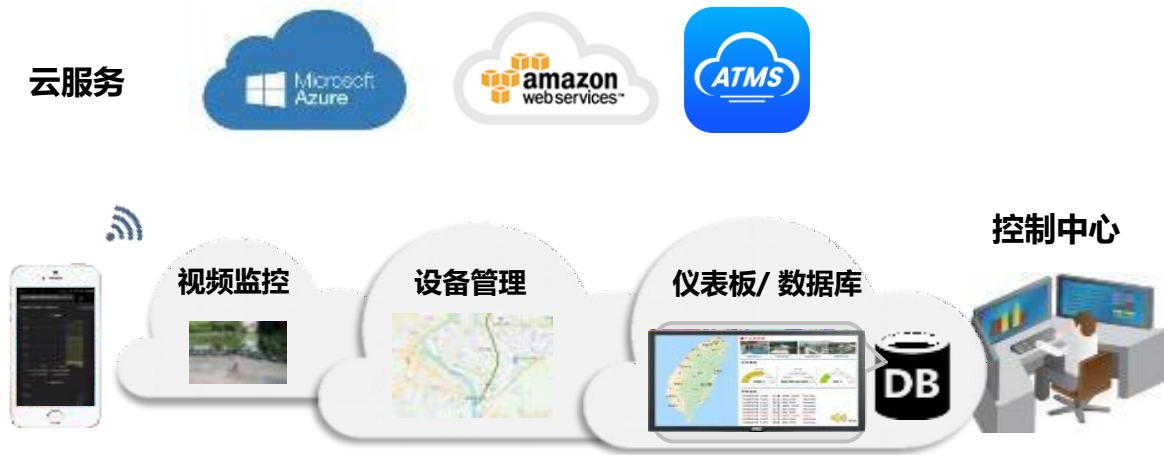 云服务
Microsoft
Azure
amazon
web services™
ATMS
控制中心
视频监控
设备管理
仪表板/ 数据库
DB